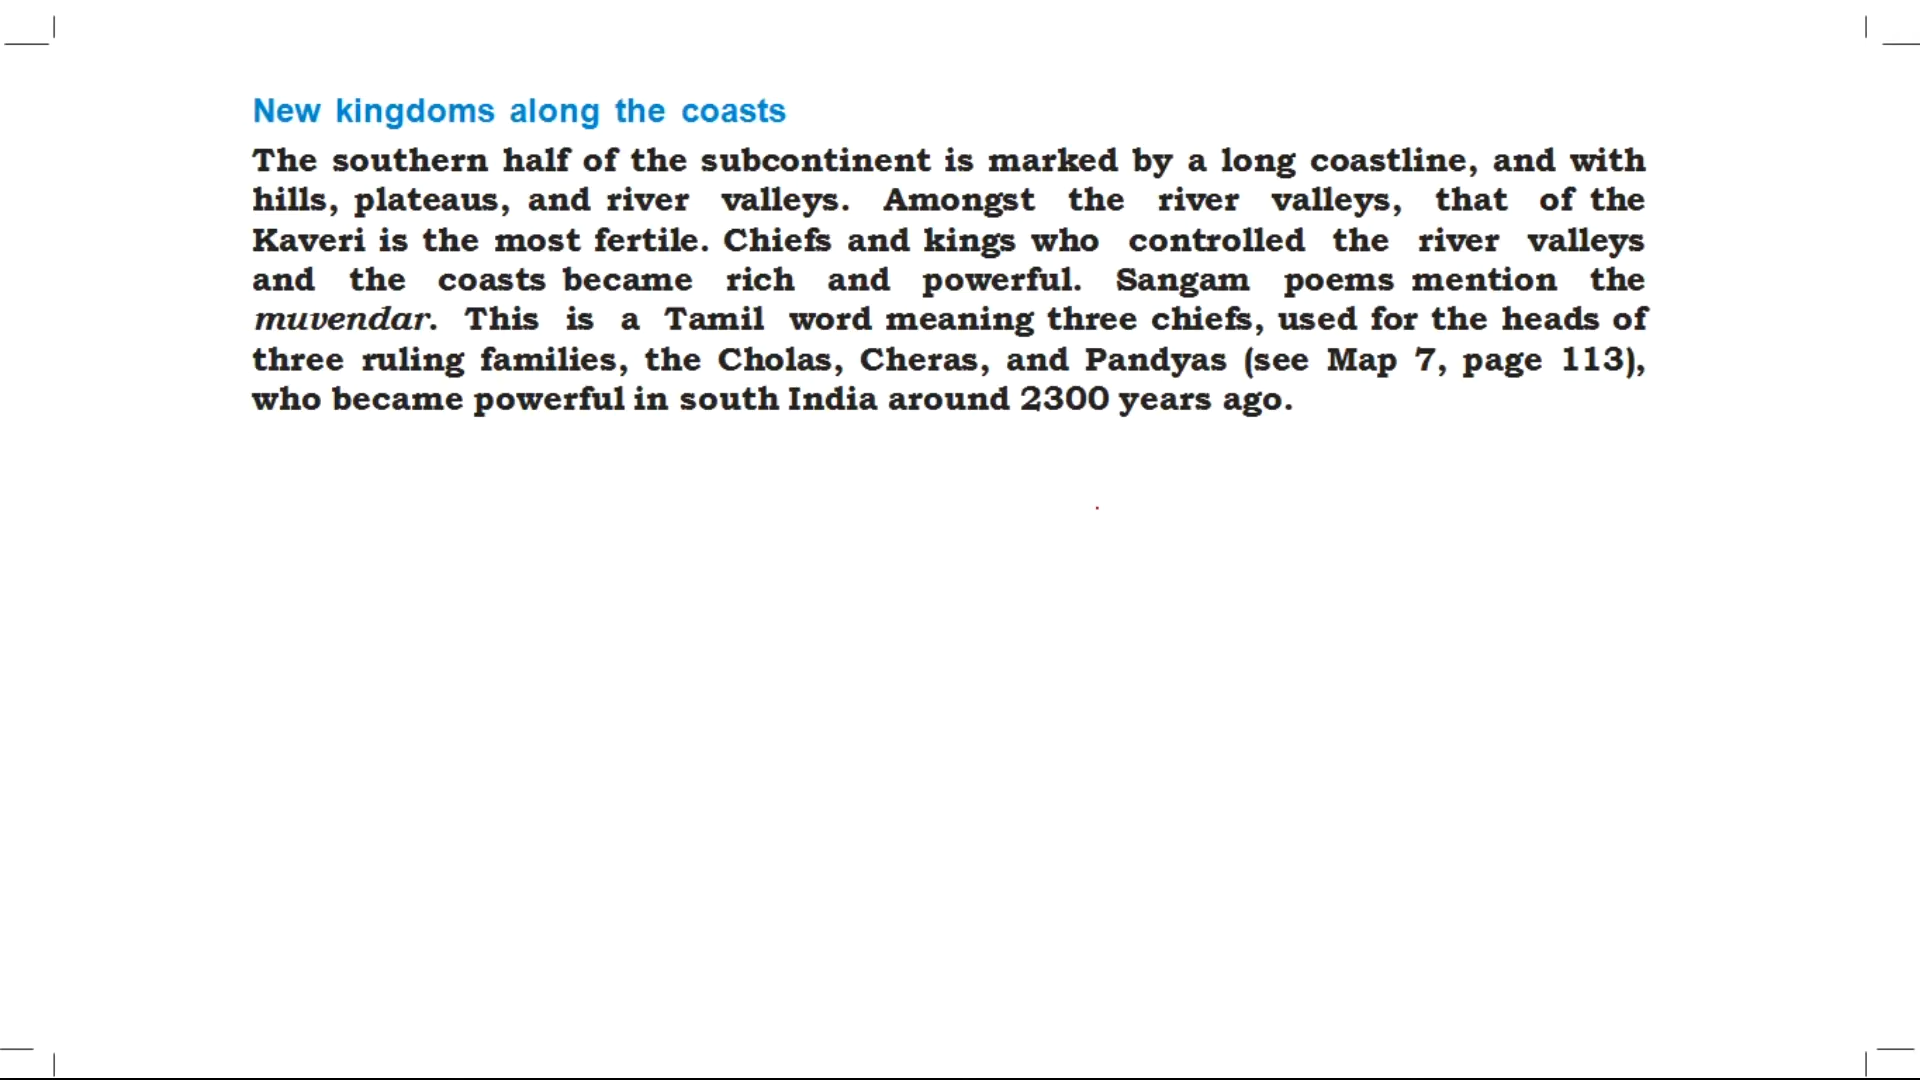 New kingdoms along the coasts
The southern half of the subcontinent is marked by a long coastline, and with
hills, plateaus, and river valleys. Amongst the river valleys, that of the
Kaveri is the most fertile. Chiefs and kings who controlled the river valleys
and the coasts became rich and powerful. Sangam poems mention the
muvendar. This is a Tamil word meaning three chiefs, used for the heads of
three ruling families, the Cholas, Cheras, and Pandyas (see Map 7, page 113),
who became powerful in south India around 2300 years ago.